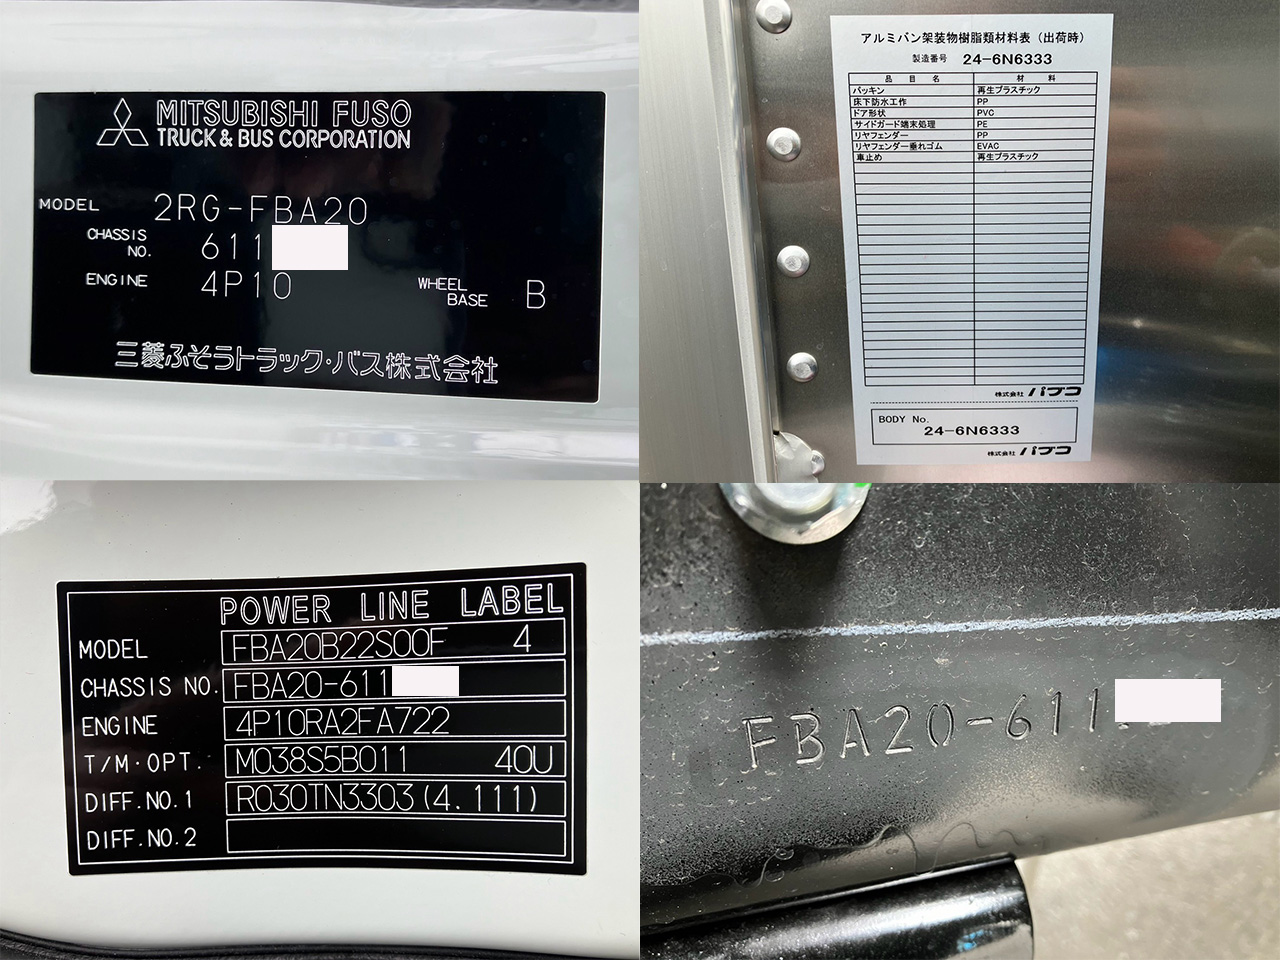 MITSUBISHI FUSO
TRUCK & BUS CORPORATION
MODEL 2RG-FBA20
CHASSIS NO. 611
ENGINE 4P10
WHEEL BASE B
三菱ふそうトラック・バス株式会社
アルミバン架装物樹脂類材料表（出荷時）
製造番号 24-6N6333
品目名 材料
パッキン 再生プラスチック
床下防水工作 PP
ドア形状 PVC
サイドガード端末処理 PE
リヤフェンダー PP
リヤフェンダー垂れゴム EVAC
車止め 再生プラスチック
株式会社パブコ
BODY No.
24-6N6333
株式会社パブコ
POWER LINE LABEL
MODEL FBA20B22S00F 4
CHASSIS NO. FBA20-611
ENGINE 4P10RA2FA722
T/M・OPT. M038S5B011 40U
DIFF.NO.1 R030TN3303(4.111)
DIFF.NO.2
FBA20-611